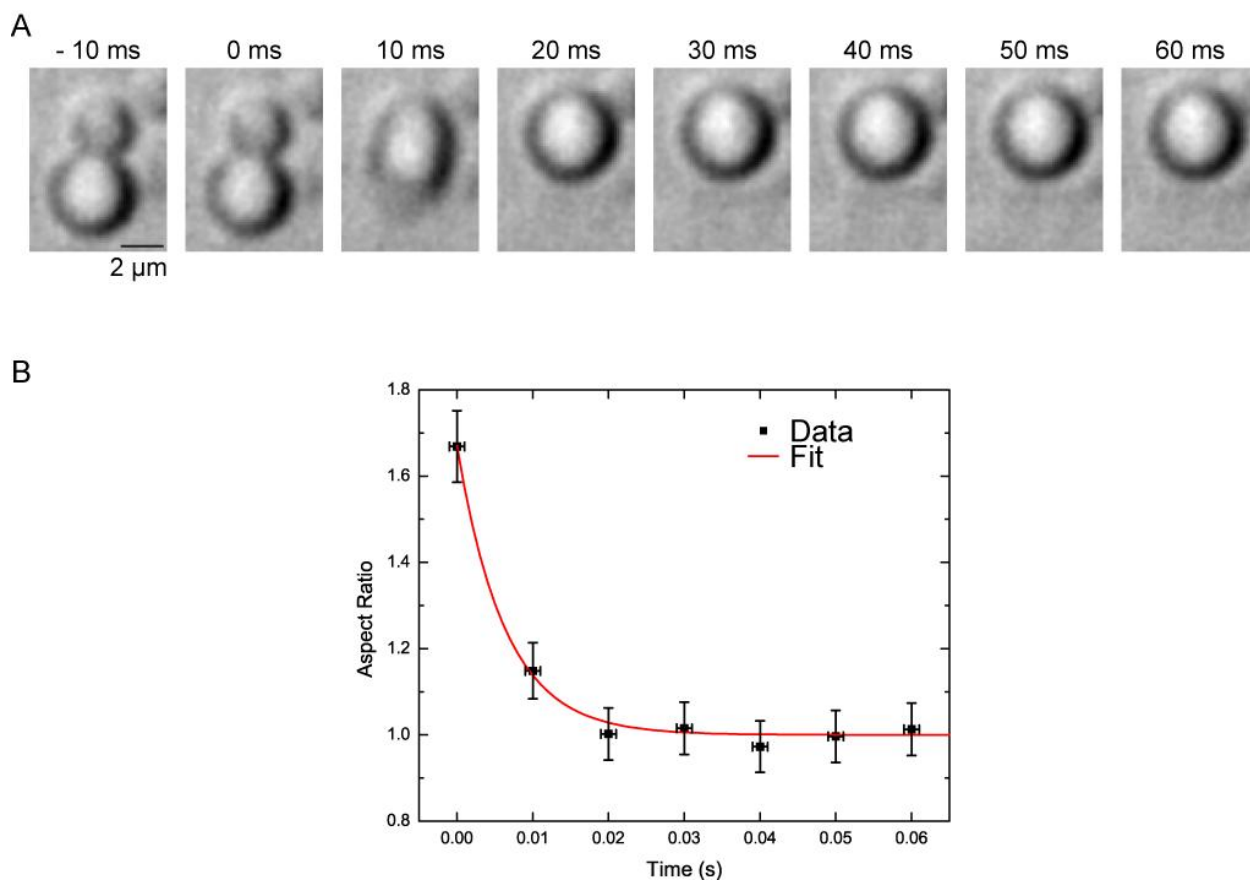 A
- 10 ms 0 ms 10 ms 20 ms 30 ms 40 ms 50 ms 60 ms
2 µm
B
1.8
1.6
1.4
1.2
1.0
0.8
Aspect Ratio
Data
Fit
0.00 0.01 0.02 0.03 0.04 0.05 0.06
Time (s)